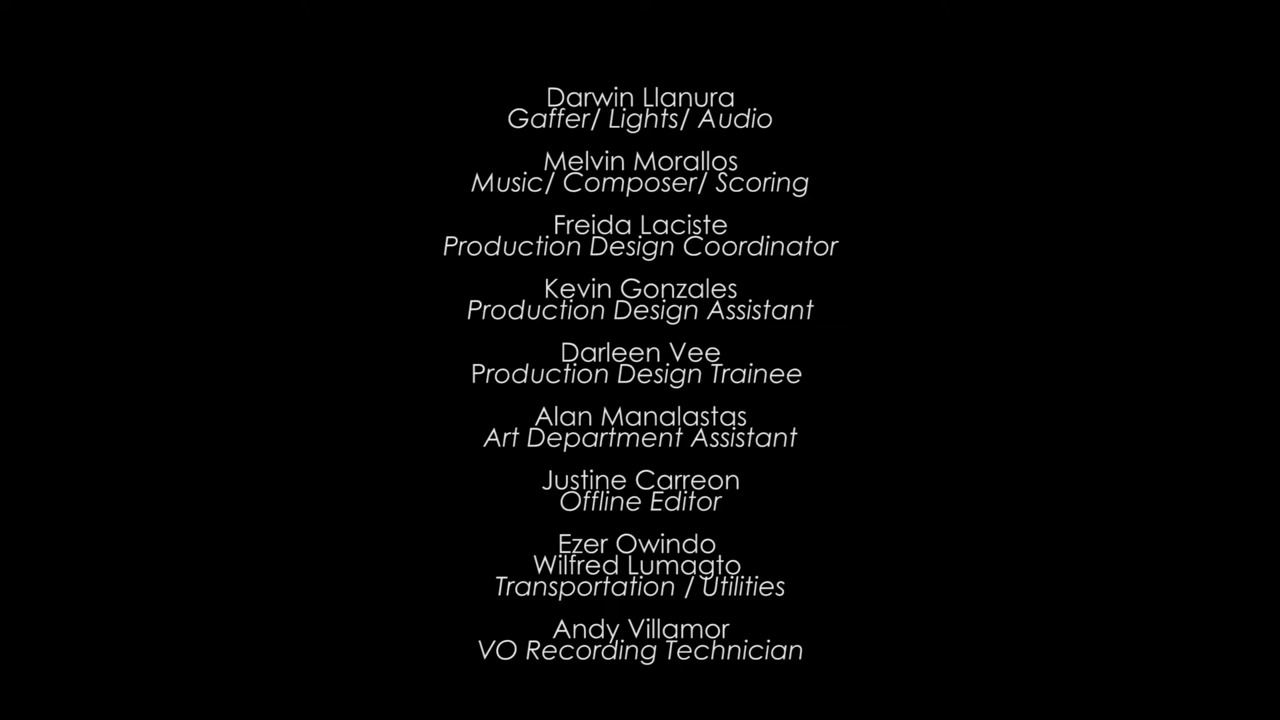 Darwin Llanura
Gaffer/ Lights/ Audio
Melvin Morallos
Music/ Composer/ Scoring
Freida Laciste
Production Design Coordinator
Kevin Gonzales
Production Design Assistant
Darleen Vee
Production Design Trainee
Alan Manalastas
Art Department Assistant
Justine Carreon
Offline Editor
Ezer Owindo
Wilfred Lumagto
Transportation / Utilities
Andy Villamor
VO Recording Technician